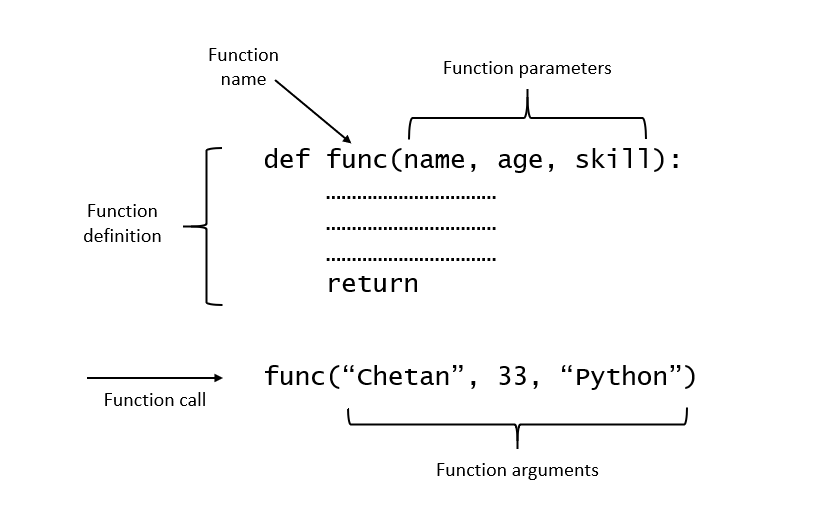 Function
name
Function parameters
def func(name, age, skill):
Function
definition
.................................
.................................
.................................
return
func(“Chetan”, 33, “Python”)
Function call
Function arguments